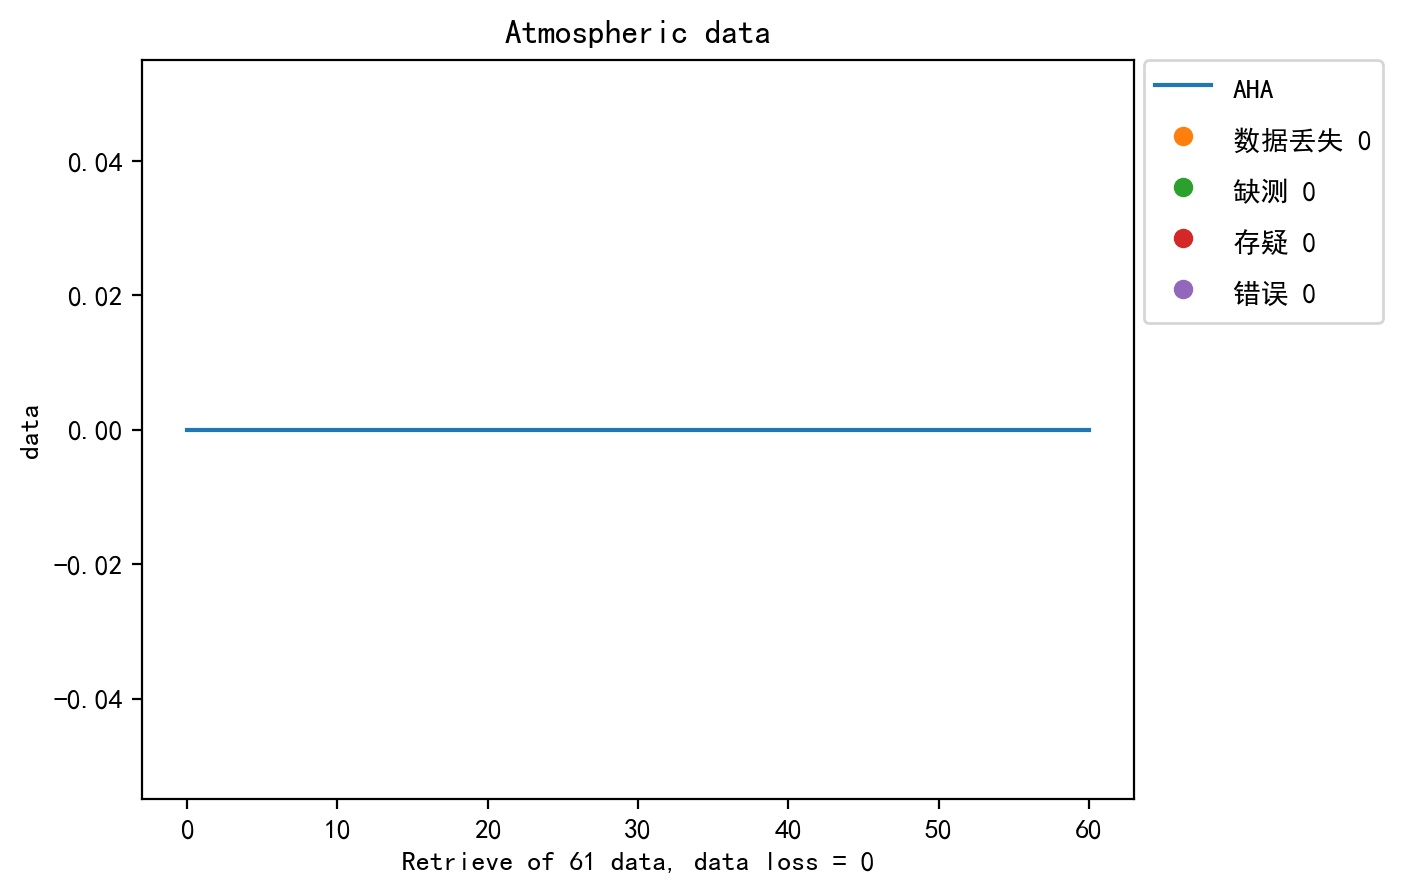 Atmospheric data
AHA
数据丢失 0
缺测 0
存疑 0
错误 0
0.04
0.02
0.00
-0.02
-0.04
data
0 10 20 30 40 50 60
Retrieve of 61 data, data loss = 0